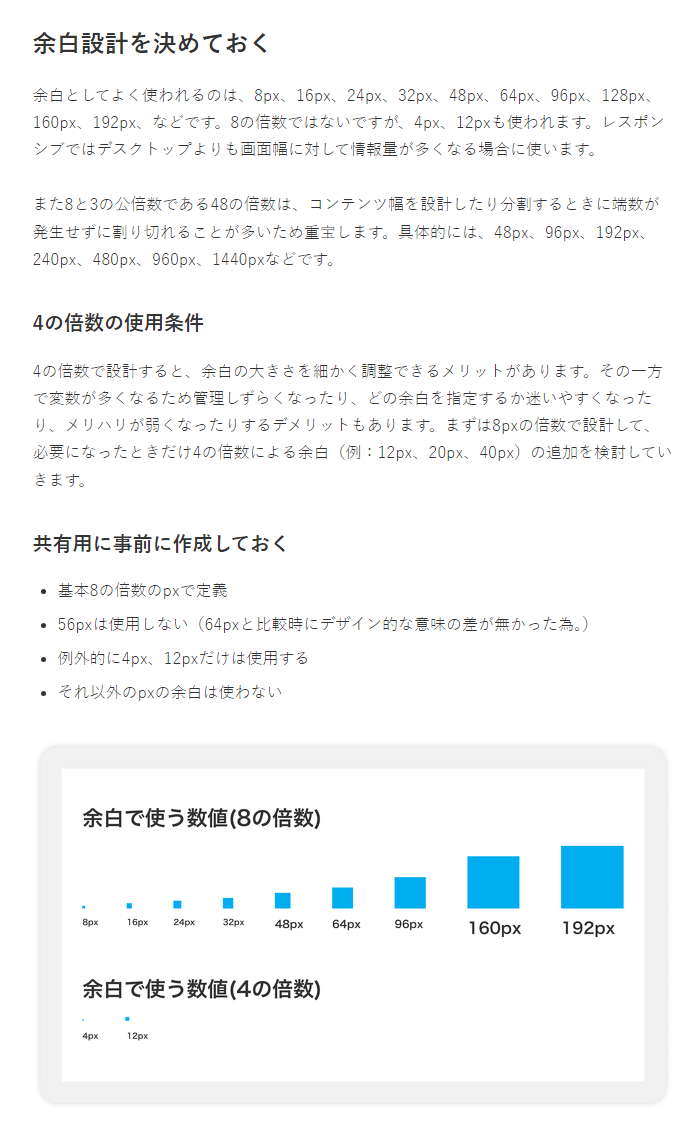 余白設計を決めておく
余白としてよく使われるのは、8px、16px、24px、32px、48px、64px、96px、128px、
160px、192px、などです。8の倍数ではないですが、4px、12pxも使われます。レスポン
シブではデスクトップよりも画面幅に対して情報量が多くなる場合に使います。
また8と3の公倍数である48の倍数は、コンテンツ幅を設計したり分割するときに端数が
発生せずに割り切れることが多いため重宝します。具体的には、48px、96px、192px、
240px、480px、960px、1440pxなどです。
4の倍数の使用条件
4の倍数で設計すると、余白の大きさを細かく調整できるメリットがあります。その一方
で変数が多くなるため管理しずらくなったり、どの余白を指定するか迷いやすくなった
り、メリハリが弱くなったりするデメリットもあります。まずは8pxの倍数で設計して、
必要になったときだけ4の倍数による余白（例：12px、20px、40px）の追加を検討してい
きます。
共有用に事前に作成しておく
• 基本8の倍数のpxで定義
• 56pxは使用しない（64pxと比較時にデザイン的な意味の差が無かった為。）
• 例外的に4px、12pxだけは使用する
• それ以外のpxの余白は使わない
余白で使う数値(8の倍数)
8px 16px 24px 32px 48px 64px 96px 160px 192px
余白で使う数値(4の倍数)
4px 12px